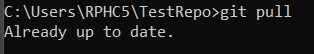 C:\Users\RPHC5\TestRepo>git pull
Already up to date.